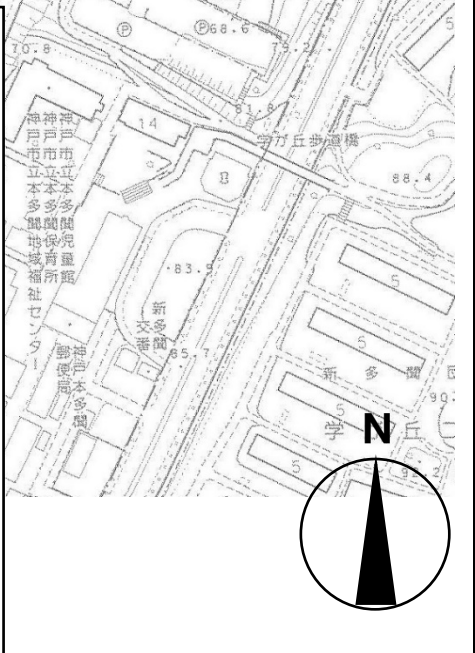 Ⓟ
Ⓟ68.6
70.8
5
81.8
14
学が丘歩道橋
88.4
神戸市立本多聞児童館
神戸市立本多聞保育所
神戸市立本多聞地域福祉センター
83.5
5
新多聞
交番
5
85.7
神戸本多聞
郵便局
新多聞団
5
90
学
丘
N
5